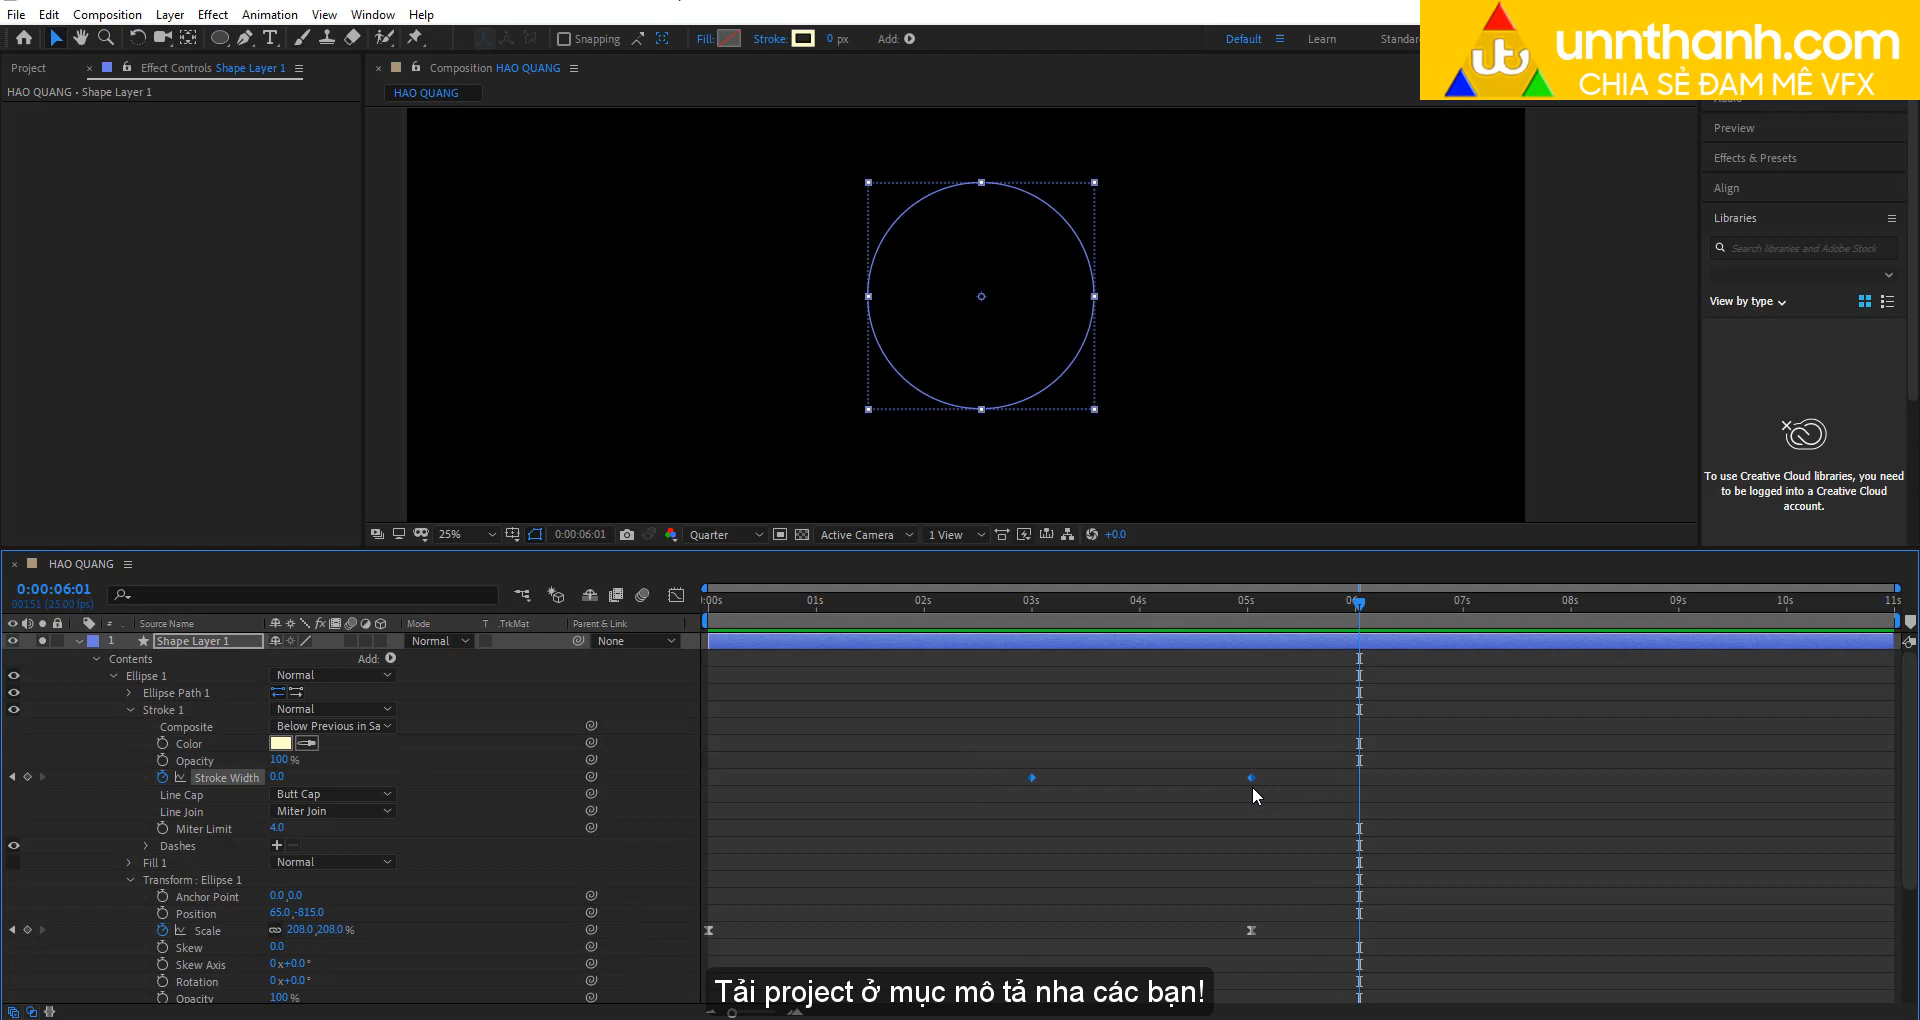 File Edit Composition Layer Effect Animation View Window Help
Snapping Fill: Stroke: 0 px Add: Default Learn Standard
unnthanh.com
CHIA SẺ ĐAM MÊ VFX
Project Effect Controls Shape Layer 1 Composition HAO QUANG
HAO QUANG • Shape Layer 1
HAO QUANG
Audio
Preview
Effects & Presets
Align
Libraries
Search libraries and Adobe Stock
View by type
To use Creative Cloud libraries, you need
to be logged into a Creative Cloud
account.
25% 0:00:06:01 Quarter Active Camera 1 View +0.0
HAO QUANG
0:00:06:01
00151 (25.00 fps)
:00s 01s 02s 03s 04s 05s 06s 07s 08s 09s 10s 11s
# Source Name fx Mode T .TrkMat Parent & Link
1 Shape Layer 1 Normal None
Contents Add:
Ellipse 1 Normal
Ellipse Path 1
Stroke 1 Normal
Composite Below Previous in Sa
Color
Opacity 100 %
Stroke Width 0.0
Line Cap Butt Cap
Line Join Miter Join
Miter Limit 4.0
Dashes
Fill 1 Normal
Transform : Ellipse 1
Anchor Point 0.0 ,0.0
Position 65.0 ,-815.0
Scale 208.0 ,208.0 %
Skew 0.0
Skew Axis 0 x +0.0 °
Rotation 0 x +0.0 °
Opacity 100 %
Tải project ở mục mô tả nha các bạn!